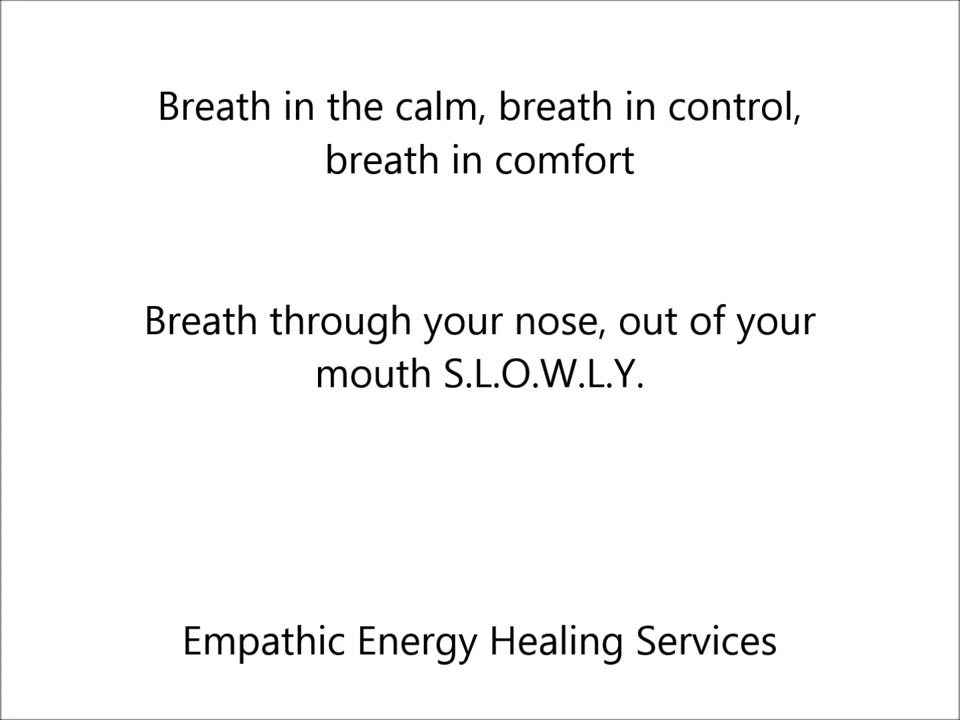 Breath in the calm, breath in control,
breath in comfort
Breath through your nose, out of your
mouth S.L.O.W.L.Y.
Empathic Energy Healing Services